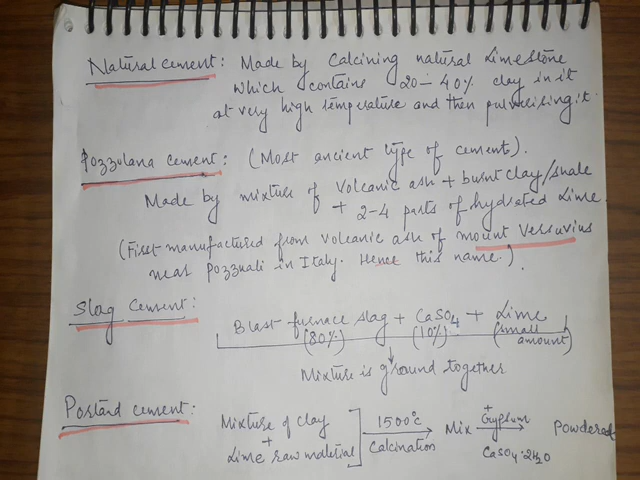 Natural cement : Made by Calcining natural Limestone
which contains 20-40% clay in it
at very high temperature and then pulverising it.
Pozzolana cement : (Most ancient type of cement).
Made by mixture of Volcanic ash + burnt clay/shale
+ 2-4 parts of hydrated Lime.
(First manufactured from Volcanic ash of mount Versuvius
near Pozzuali in Italy. Hence this name.)
Slag Cement :
Blast furnace slag + CaSO4 + Lime
(80%) (10%) (small amount)
Mixture is ground together
Postland cement :
Mixture of clay
+
Lime raw material
1500°c
Calcination
Mix
+
Gypsum
CaSO4·2H2O
Powdered